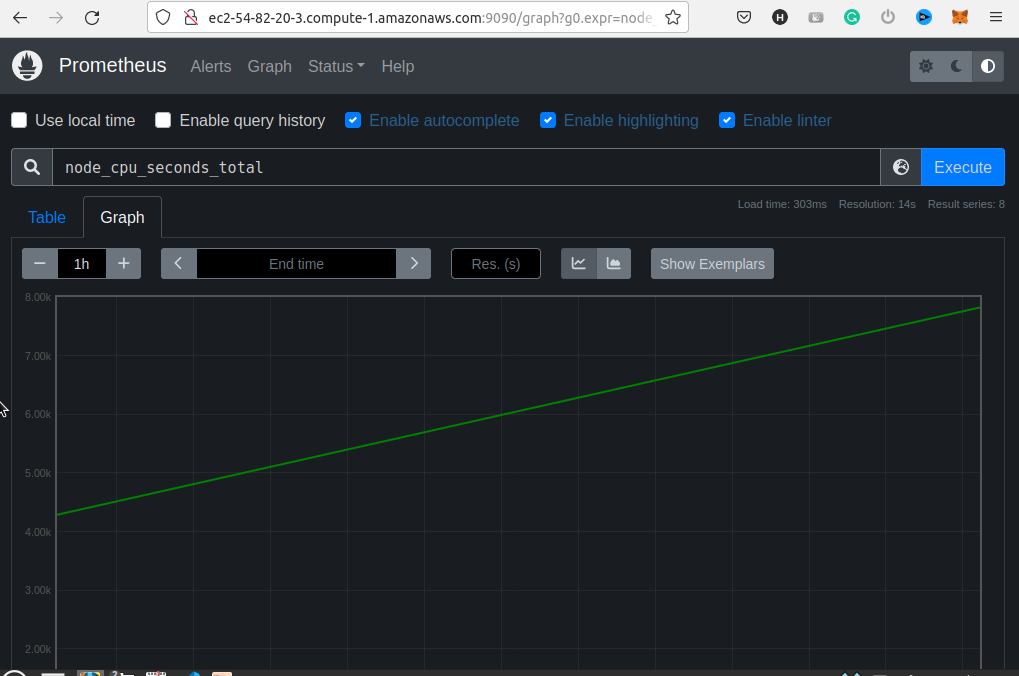 ec2-54-82-20-3.compute-1.amazonaws.com:9090/graph?g0.expr=node_
Prometheus Alerts Graph Status Help
Use local time Enable query history Enable autocomplete Enable highlighting Enable linter
node_cpu_seconds_total Execute
Load time: 303ms Resolution: 14s Result series: 8
Table Graph
− 1h + End time Res. (s) Show Exemplars
8.00k
7.00k
6.00k
5.00k
4.00k
3.00k
2.00k